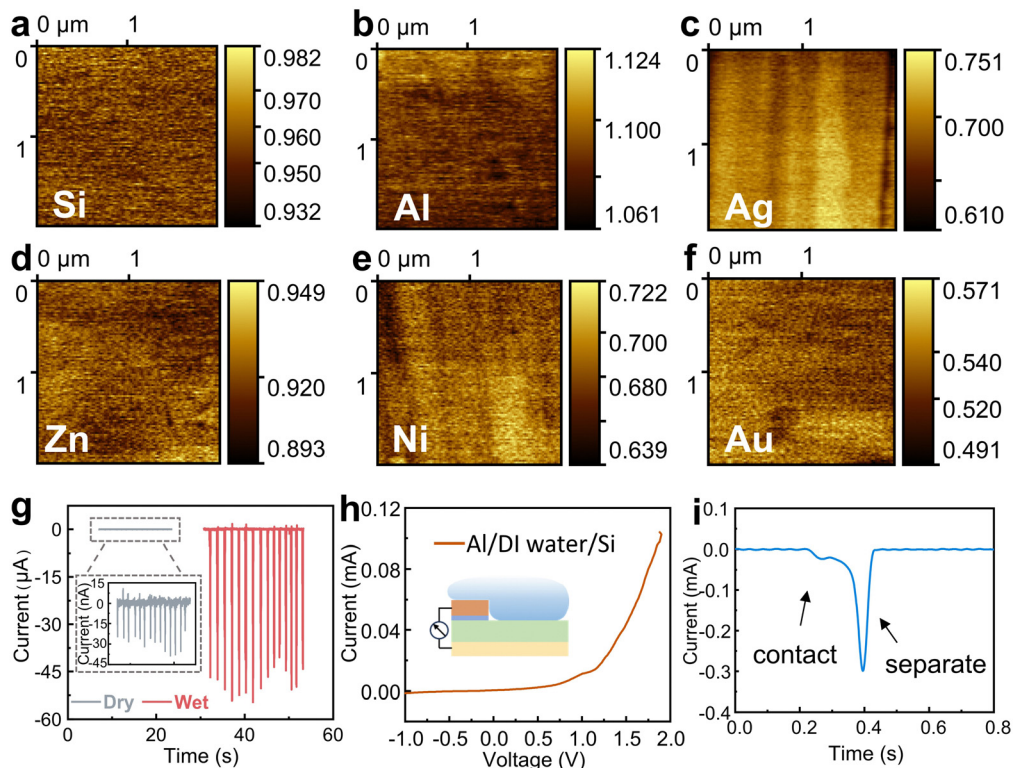 a
0 μm 1
0
1
Si
0.982
0.970
0.960
0.950
0.932
b
0 μm 1
0
1
Al
1.124
1.100
1.061
c
0 μm 1
0
1
Ag
0.751
0.700
0.610
d
0 μm 1
0
1
Zn
0.949
0.920
0.893
e
0 μm 1
0
1
Ni
0.722
0.700
0.680
0.639
f
0 μm 1
0
1
Au
0.571
0.540
0.520
0.491
g
Current (μA)
0
-15
-30
-45
-60
Current (nA)
15
0
-15
-30
-45
Dry Wet
0 20 40 60
Time (s)
h
Current (mA)
0.12
0.08
0.04
0.00
Al/DI water/Si
-1.0 -0.5 0.0 0.5 1.0 1.5 2.0
Voltage (V)
i
Current (mA)
0.1
0.0
-0.1
-0.2
-0.3
-0.4
contact
separate
0.0 0.2 0.4 0.6 0.8
Time (s)